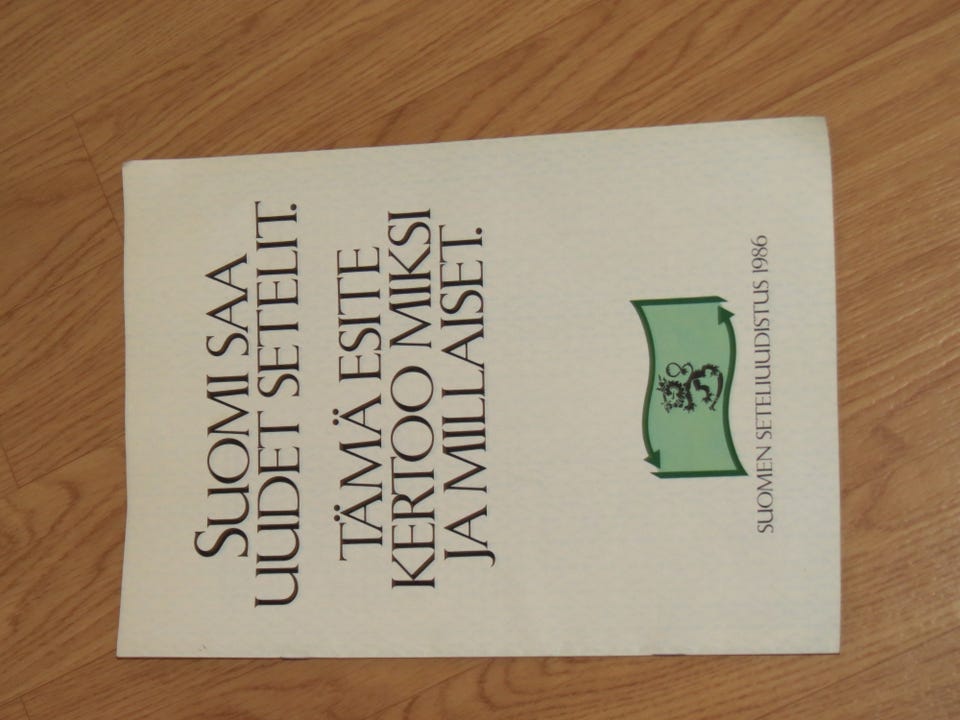 SUOMI SAA
UUDET SETELIT.
TÄMÄ ESITE
KERTOO MIKSI
JA MILLAISET.
SUOMEN SETELIUUDISTUS 1986